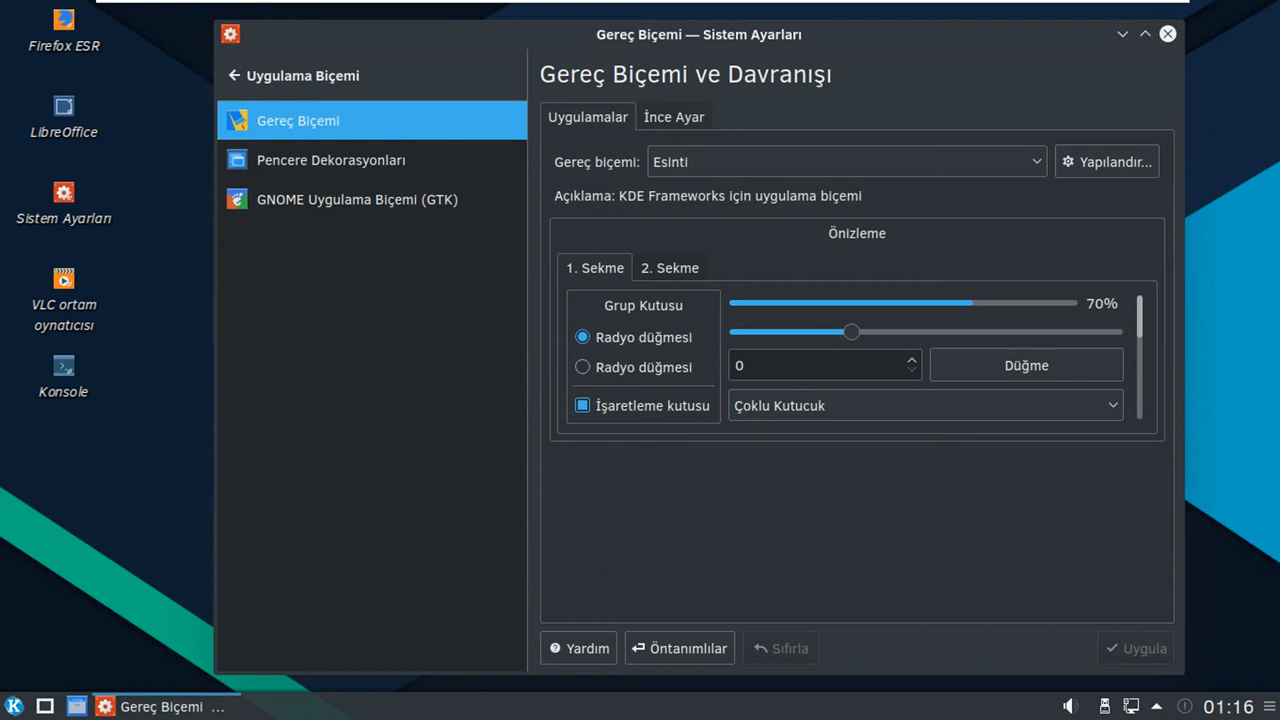 Firefox ESR
LibreOffice
Sistem Ayarları
VLC ortam
oynatıcısı
Konsole
Gereç Biçemi — Sistem Ayarları
Uygulama Biçemi
Gereç Biçemi
Pencere Dekorasyonları
GNOME Uygulama Biçemi (GTK)
Gereç Biçemi ve Davranışı
Uygulamalar
İnce Ayar
Gereç biçemi:
Esinti
Yapılandır...
Açıklama: KDE Frameworks için uygulama biçemi
Önizleme
1. Sekme
2. Sekme
Grup Kutusu
70%
Radyo düğmesi
Radyo düğmesi
0
Düğme
İşaretleme kutusu
Çoklu Kutucuk
Yardım
Öntanımlılar
Sıfırla
Uygula
Gereç Biçemi ...
01:16